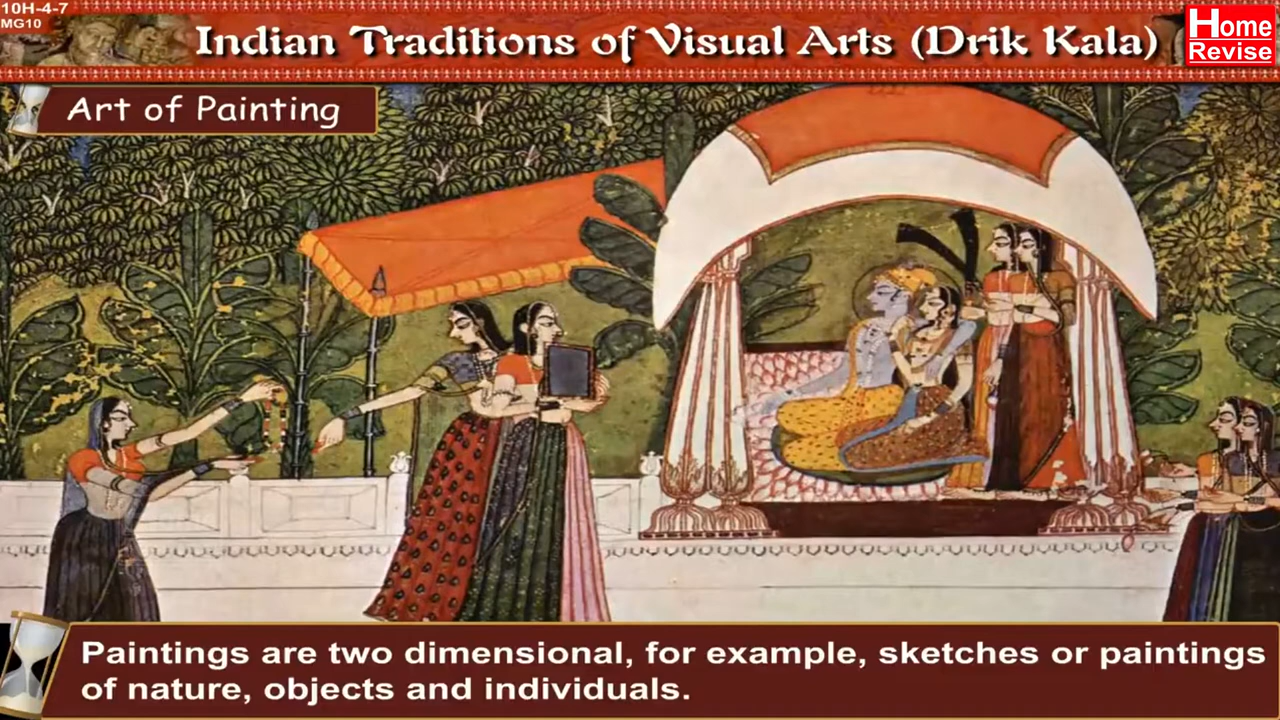 10H-4-7
MG10
Indian Traditions of Visual Arts (Drik Kala)
Home
Revise
Art of Painting
Paintings are two dimensional, for example, sketches or paintings
of nature, objects and individuals.